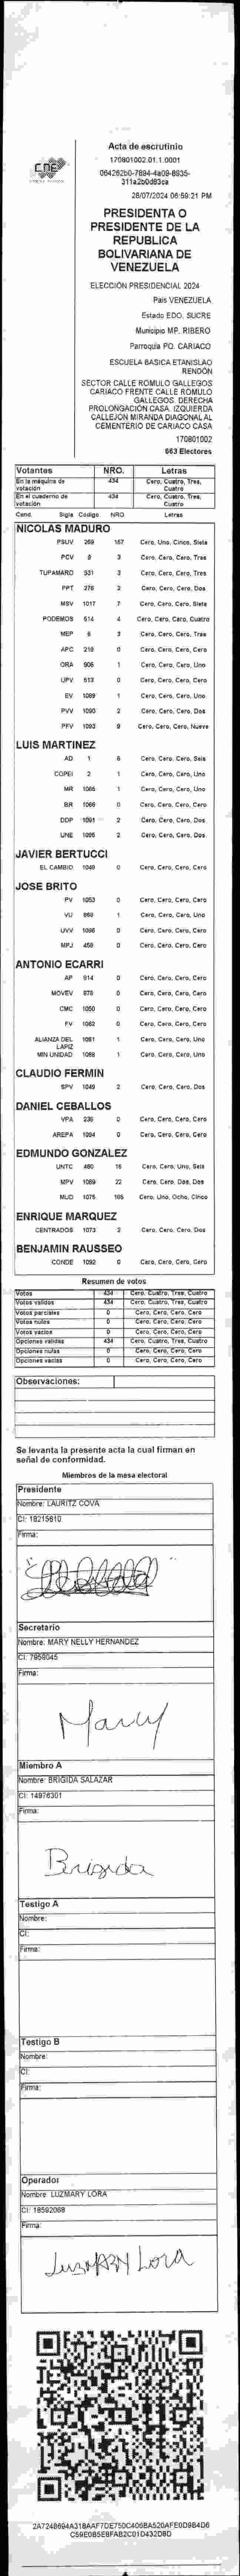 CNE
Acta de escrutinio
170801002.01.1.0001
28/07/2024 06:59:21 PM
PRESIDENTA O
PRESIDENTE DE LA
REPUBLICA
BOLIVARIANA DE
VENEZUELA
ELECCIÓN PRESIDENCIAL 2024
País VENEZUELA
Estado EDO. SUCRE
Municipio MP. RIBERO
Parroquia PQ. CARIACO
ESCUELA BASICA ETANISLAO
RENDÓN
SECTOR CALLE ROMULO GALLEGOS
CARIACO FRENTE CALLE ROMULO
GALLEGOS. DERECHA
PROLONGACIÓN CASA. IZQUIERDA
CALLEJÓN MIRANDA DIAGONAL AL
CEMENTERIO DE CARIACO CASA
170801002
663 Electores
Votantes NRO. Letras
En la máquina de votación 434 Cero, Cuatro, Tres, Cuatro
En el cuaderno de votación 434 Cero, Cuatro, Tres, Cuatro
Cand. Sigla Codigo NRO Letras
NICOLAS MADURO
PSUV 269 157 Cero, Uno, Cinco, Siete
PCV 3 Cero, Cero, Cero, Tres
TUPAMARO 531 3 Cero, Cero, Cero, Tres
PPT 276 2 Cero, Cero, Cero, Dos
MSV 1017 7 Cero, Cero, Cero, Siete
PODEMOS 514 4 Cero, Cero, Cero, Cuatro
MEP 6 3 Cero, Cero, Cero, Tres
APC 219 0 Cero, Cero, Cero, Cero
ORA 906 1 Cero, Cero, Cero, Uno
UPV 513 0 Cero, Cero, Cero, Cero
EV 1089 1 Cero, Cero, Cero, Uno
PVV 1090 2 Cero, Cero, Cero, Dos
PFV 1093 9 Cero, Cero, Cero, Nueve
LUIS MARTINEZ
AD 1 6 Cero, Cero, Cero, Seis
COPEI 2 1 Cero, Cero, Cero, Uno
MR 1065 1 Cero, Cero, Cero, Uno
BR 1066 0 Cero, Cero, Cero, Cero
DDP 1091 2 Cero, Cero, Cero, Dos
UNE 1095 2 Cero, Cero, Cero, Dos
JAVIER BERTUCCI
EL CAMBIO 1048 0 Cero, Cero, Cero, Cero
JOSE BRITO
PV 1053 0 Cero, Cero, Cero, Cero
VU 869 1 Cero, Cero, Cero, Uno
UVV 1096 0 Cero, Cero, Cero, Cero
MPJ 459 0 Cero, Cero, Cero, Cero
ANTONIO ECARRI
AP 914 0 Cero, Cero, Cero, Cero
MOVEV 878 0 Cero, Cero, Cero, Cero
CMC 1050 0 Cero, Cero, Cero, Cero
FV 1062 0 Cero, Cero, Cero, Cero
ALIANZA DEL LAPIZ 1081 1 Cero, Cero, Cero, Uno
MIN UNIDAD 1088 1 Cero, Cero, Cero, Uno
CLAUDIO FERMIN
SPV 1049 2 Cero, Cero, Cero, Dos
DANIEL CEBALLOS
VPA 236 0 Cero, Cero, Cero, Cero
AREPA 1094 0 Cero, Cero, Cero, Cero
EDMUNDO GONZALEZ
UNTC 480 16 Cero, Cero, Uno, Seis
MPV 1069 22 Cero, Cero, Dos, Dos
MUD 1075 185 Cero, Uno, Ocho, Cinco
ENRIQUE MARQUEZ
CENTRADOS 1073 2 Cero, Cero, Cero, Dos
BENJAMIN RAUSSEO
CONDE 1092 0 Cero, Cero, Cero, Cero
Resumen de votos
Votos 434 Cero, Cuatro, Tres, Cuatro
Votos validos 434 Cero, Cuatro, Tres, Cuatro
Votos parciales 0 Cero, Cero, Cero, Cero
Votos nulos 0 Cero, Cero, Cero, Cero
Votos vacios 0 Cero, Cero, Cero, Cero
Opciones validas 434 Cero, Cuatro, Tres, Cuatro
Opciones nulas 0 Cero, Cero, Cero, Cero
Opciones vacias 0 Cero, Cero, Cero, Cero
Observaciones:
Se levanta la presente acta la cual firman en
señal de conformidad.
Miembros de la mesa electoral
Presidente
Nombre: LAURITZ COVA
CI: 18215610
Firma:
Secretario
Nombre: MARY NELLY HERNANDEZ
CI: 7958045
Firma:
Mary
Miembro A
Nombre: BRIGIDA SALAZAR
CI: 14976301
Firma:
Brigida
Testigo A
Nombre:
CI:
Firma:
Testigo B
Nombre:
CI:
Firma:
Operador
Nombre: LUZMARY LORA
CI: 18592068
Firma:
Luzmary Lora